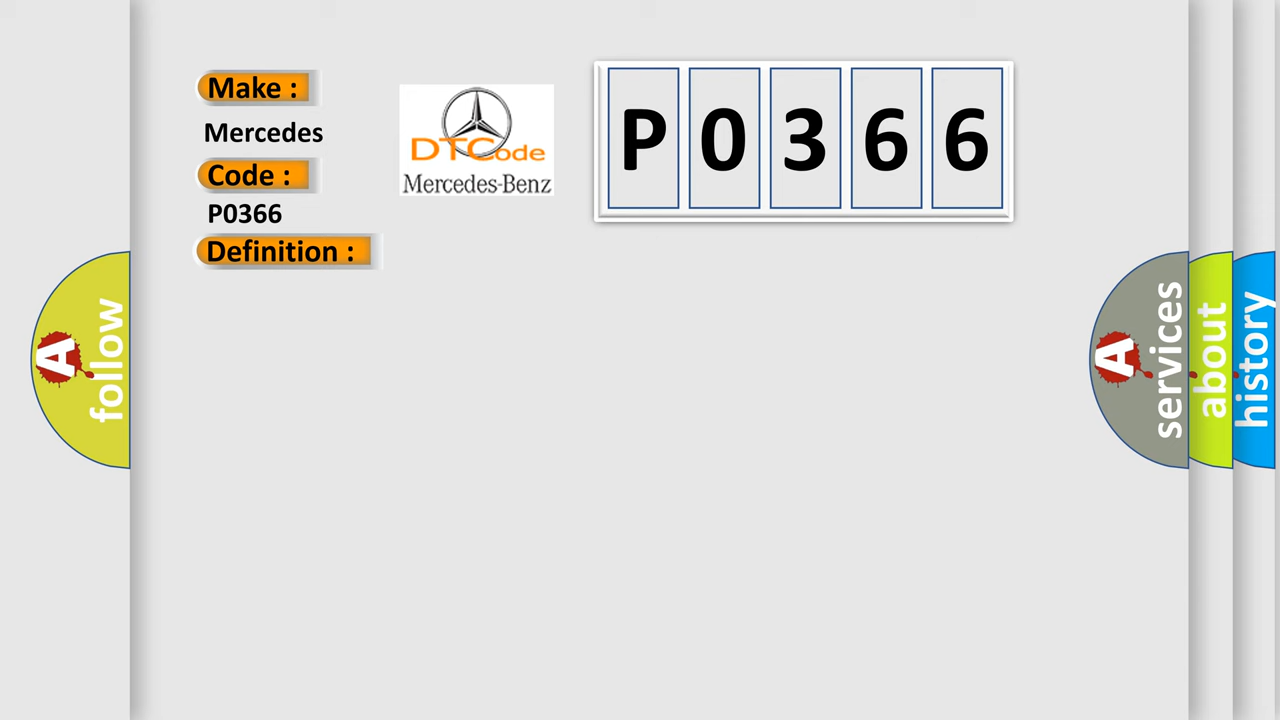 Make :
Mercedes
Code :
P0366
Definition :
DTCode
Mercedes-Benz
P0366
A follow
A services
about
history